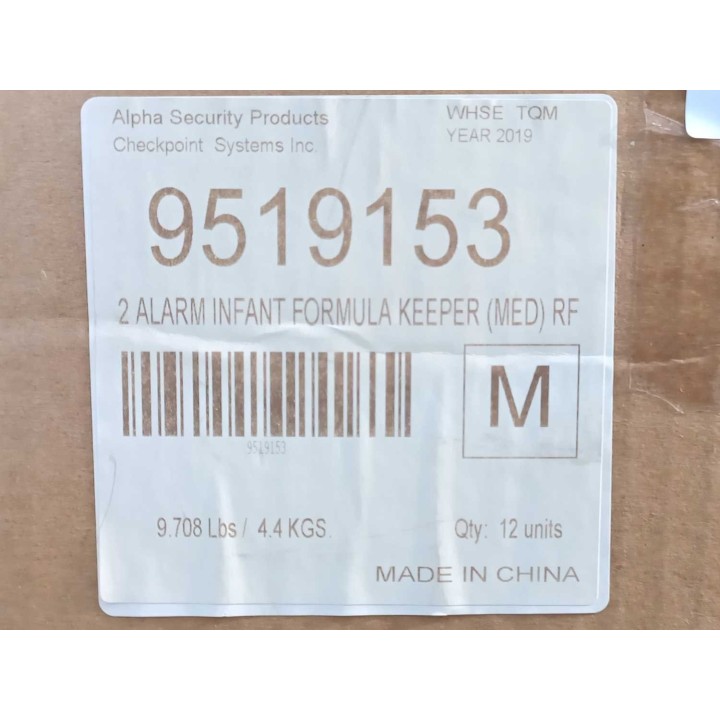 Alpha Security Products
Checkpoint Systems Inc.
WHSE TQM
YEAR 2019
9519153
2 ALARM INFANT FORMULA KEEPER (MED) RF
M
9519153
9.708 Lbs / 4.4 KGS.
Qty: 12 units
MADE IN CHINA